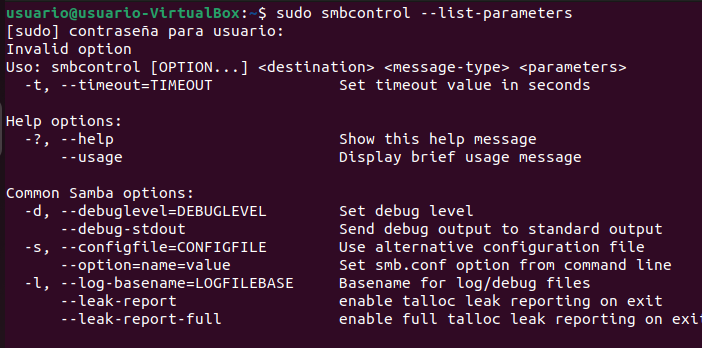 usuario@usuario-VirtualBox:~$ sudo smbcontrol --list-parameters
[sudo] contraseña para usuario:
Invalid option
Uso: smbcontrol [OPTION...] <destination> <message-type> <parameters>
  -t, --timeout=TIMEOUT              Set timeout value in seconds

Help options:
  -?, --help                         Show this help message
      --usage                        Display brief usage message

Common Samba options:
  -d, --debuglevel=DEBUGLEVEL        Set debug level
      --debug-stdout                 Send debug output to standard output
  -s, --configfile=CONFIGFILE        Use alternative configuration file
      --option=name=value            Set smb.conf option from command line
  -l, --log-basename=LOGFILEBASE     Basename for log/debug files
      --leak-report                  enable talloc leak reporting on exit
      --leak-report-full             enable full talloc leak reporting on exit